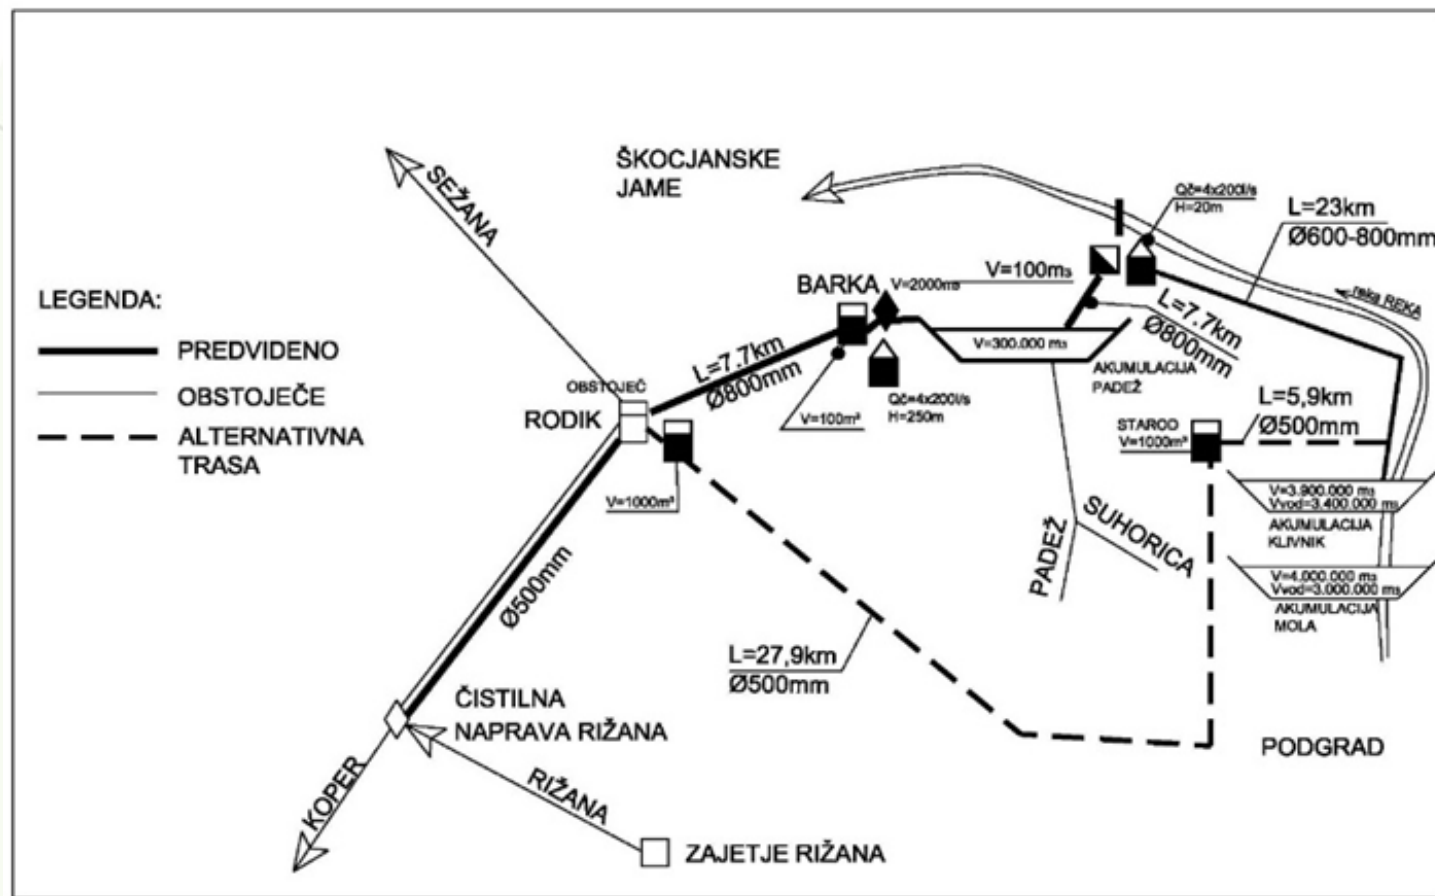 ŠKOCJANSKE
JAME
SEŽANA
Qč=4x200l/s
H=20m
L=23km
Ø600-800mm
reka REKA
LEGENDA:
PREDVIDENO
OBSTOJEČE
ALTERNATIVNA
TRASA
BARKA
V=2000m3
V=100m3
L=7.7km
Ø800mm
V=300.000 m3
AKUMULACIJA
PADEŽ
L=7.7km
Ø800mm
OBSTOJEČ
RODIK
V=100m³
Qč=4x200l/s
H=250m
STAROD
V=1000m³
L=5,9km
Ø500mm
V=1000m³
V=3.900.000 m3
Vvod=3.400.000 m3
AKUMULACIJA
KLIVNIK
V=4.000.000 m3
Vvod=3.000.000 m3
AKUMULACIJA
MOLA
PADEŽ
SUHORICA
Ø500mm
L=27,9km
Ø500mm
ČISTILNA
NAPRAVA RIŽANA
PODGRAD
KOPER
RIŽANA
ZAJETJE RIŽANA